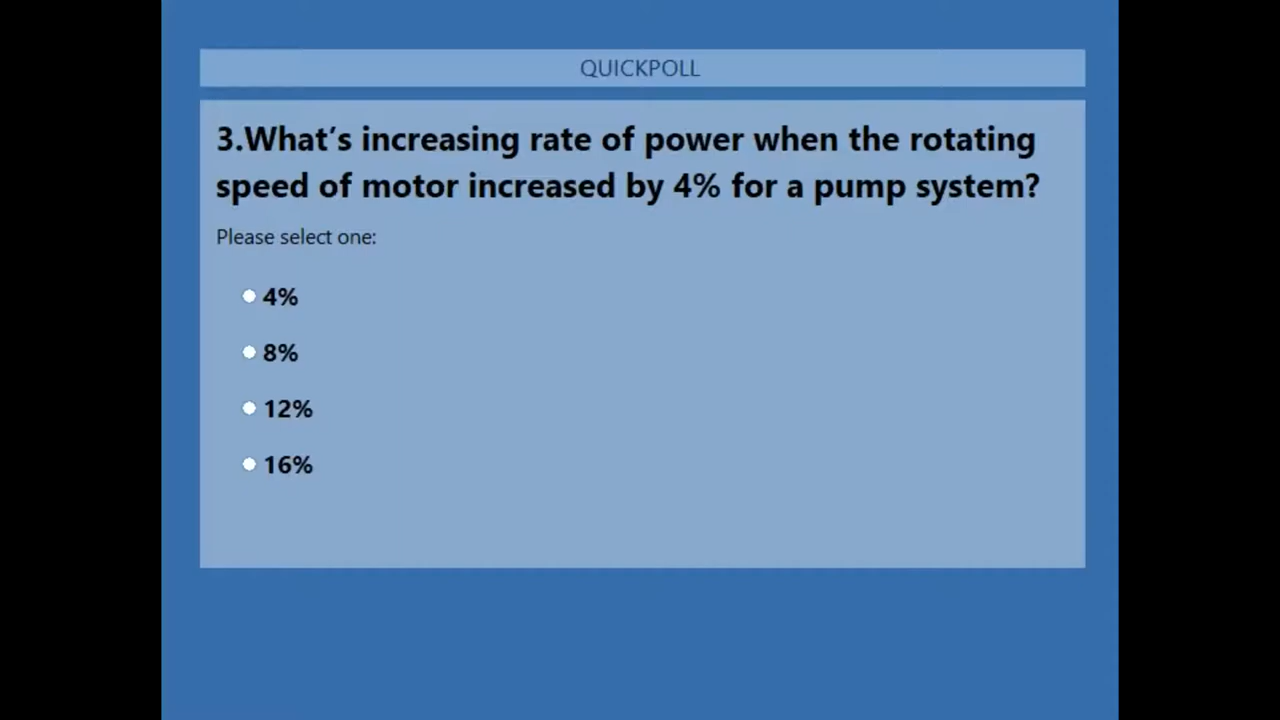 QUICKPOLL
3.What’s increasing rate of power when the rotating
speed of motor increased by 4% for a pump system?
Please select one:
4%
8%
12%
16%